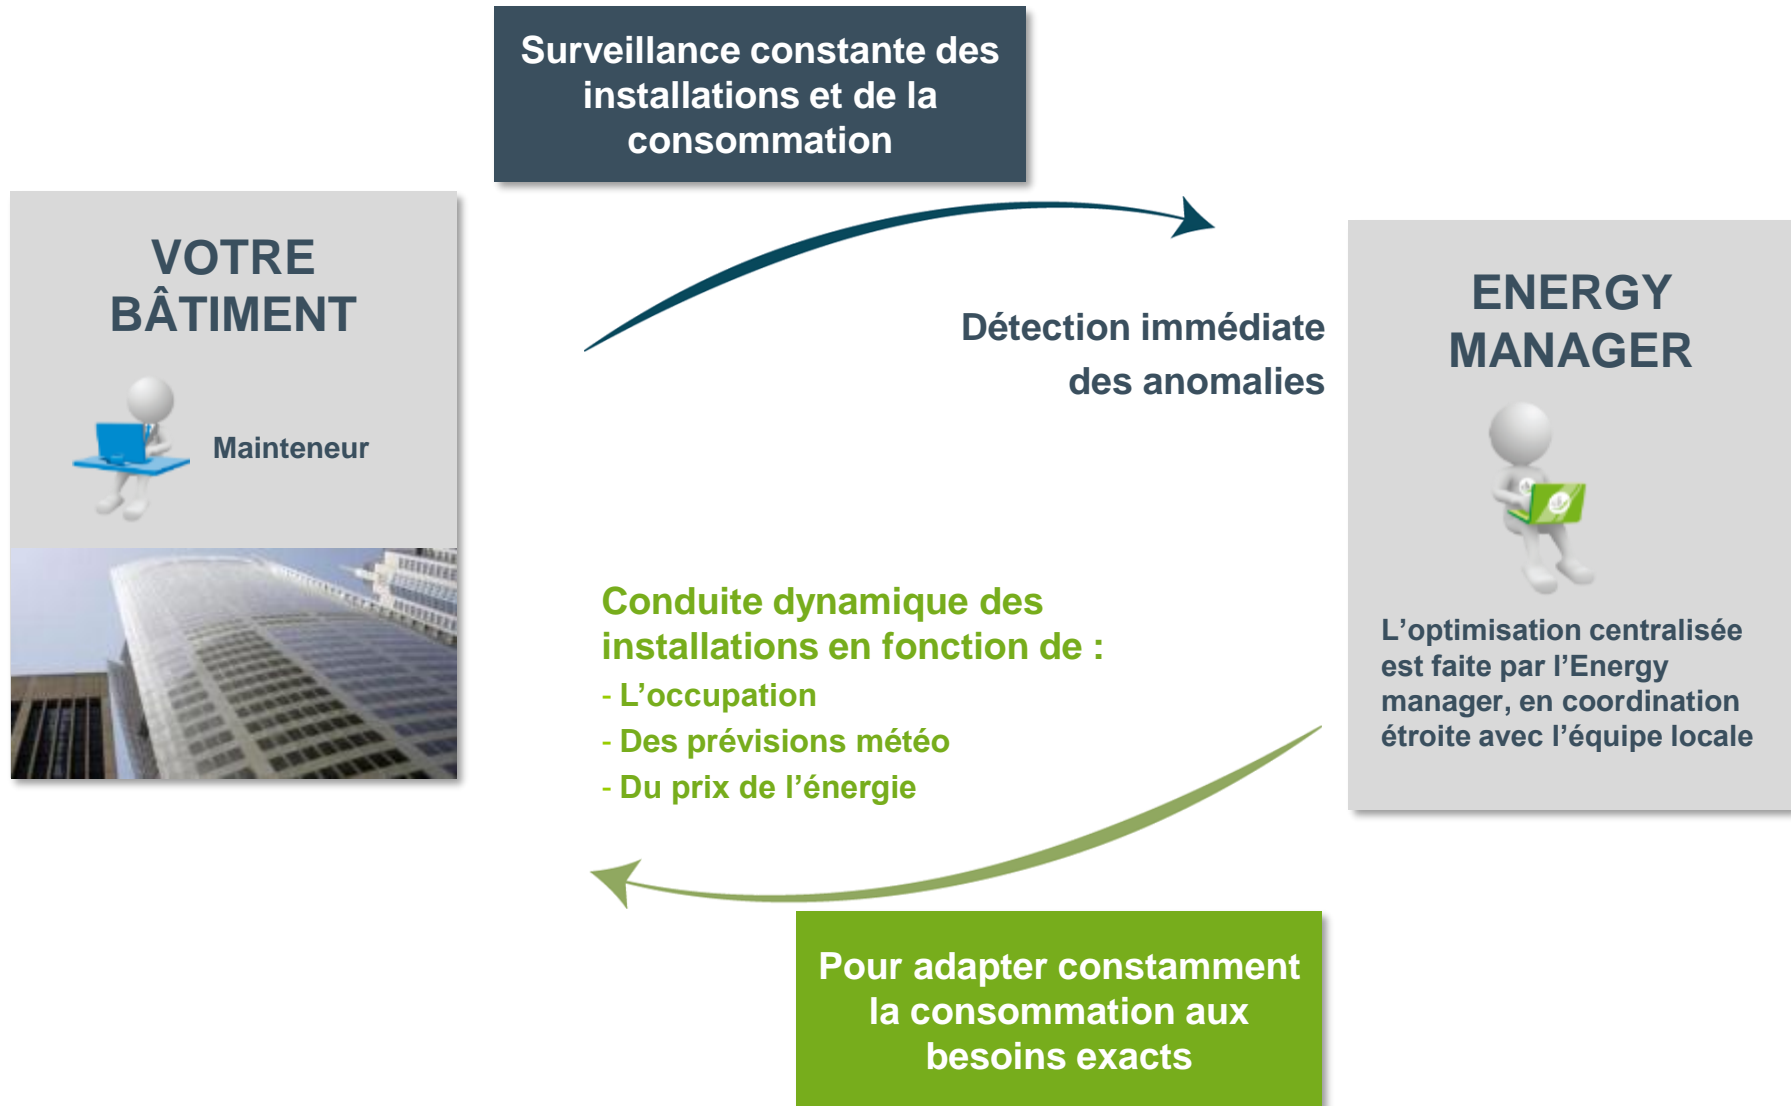 Surveillance constante des
installations et de la
consommation
VOTRE
BÂTIMENT
Mainteneur
Détection immédiate
des anomalies
ENERGY
MANAGER
L’optimisation centralisée
est faite par l’Energy
manager, en coordination
étroite avec l’équipe locale
Conduite dynamique des
installations en fonction de :
- L’occupation
- Des prévisions météo
- Du prix de l’énergie
Pour adapter constamment
la consommation aux
besoins exacts